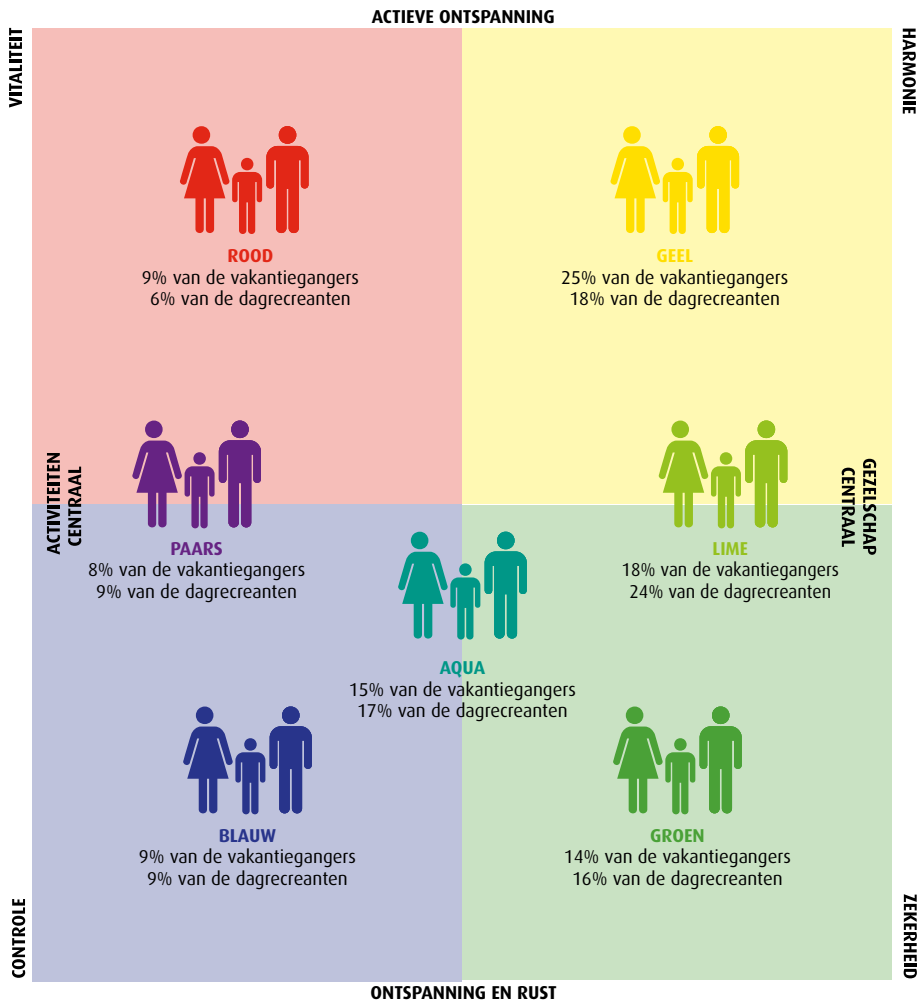 ACTIEVE ONTSPANNING
VITALITEIT
HARMONIE
ROOD
9% van de vakantiegangers
6% van de dagrecreanten
GEEL
25% van de vakantiegangers
18% van de dagrecreanten
ACTIVITEITEN
CENTRAAL
GEZELSCHAP
CENTRAAL
PAARS
8% van de vakantiegangers
9% van de dagrecreanten
LIME
18% van de vakantiegangers
24% van de dagrecreanten
AQUA
15% van de vakantiegangers
17% van de dagrecreanten
BLAUW
9% van de vakantiegangers
9% van de dagrecreanten
GROEN
14% van de vakantiegangers
16% van de dagrecreanten
CONTROLE
ZEKERHEID
ONTSPANNING EN RUST